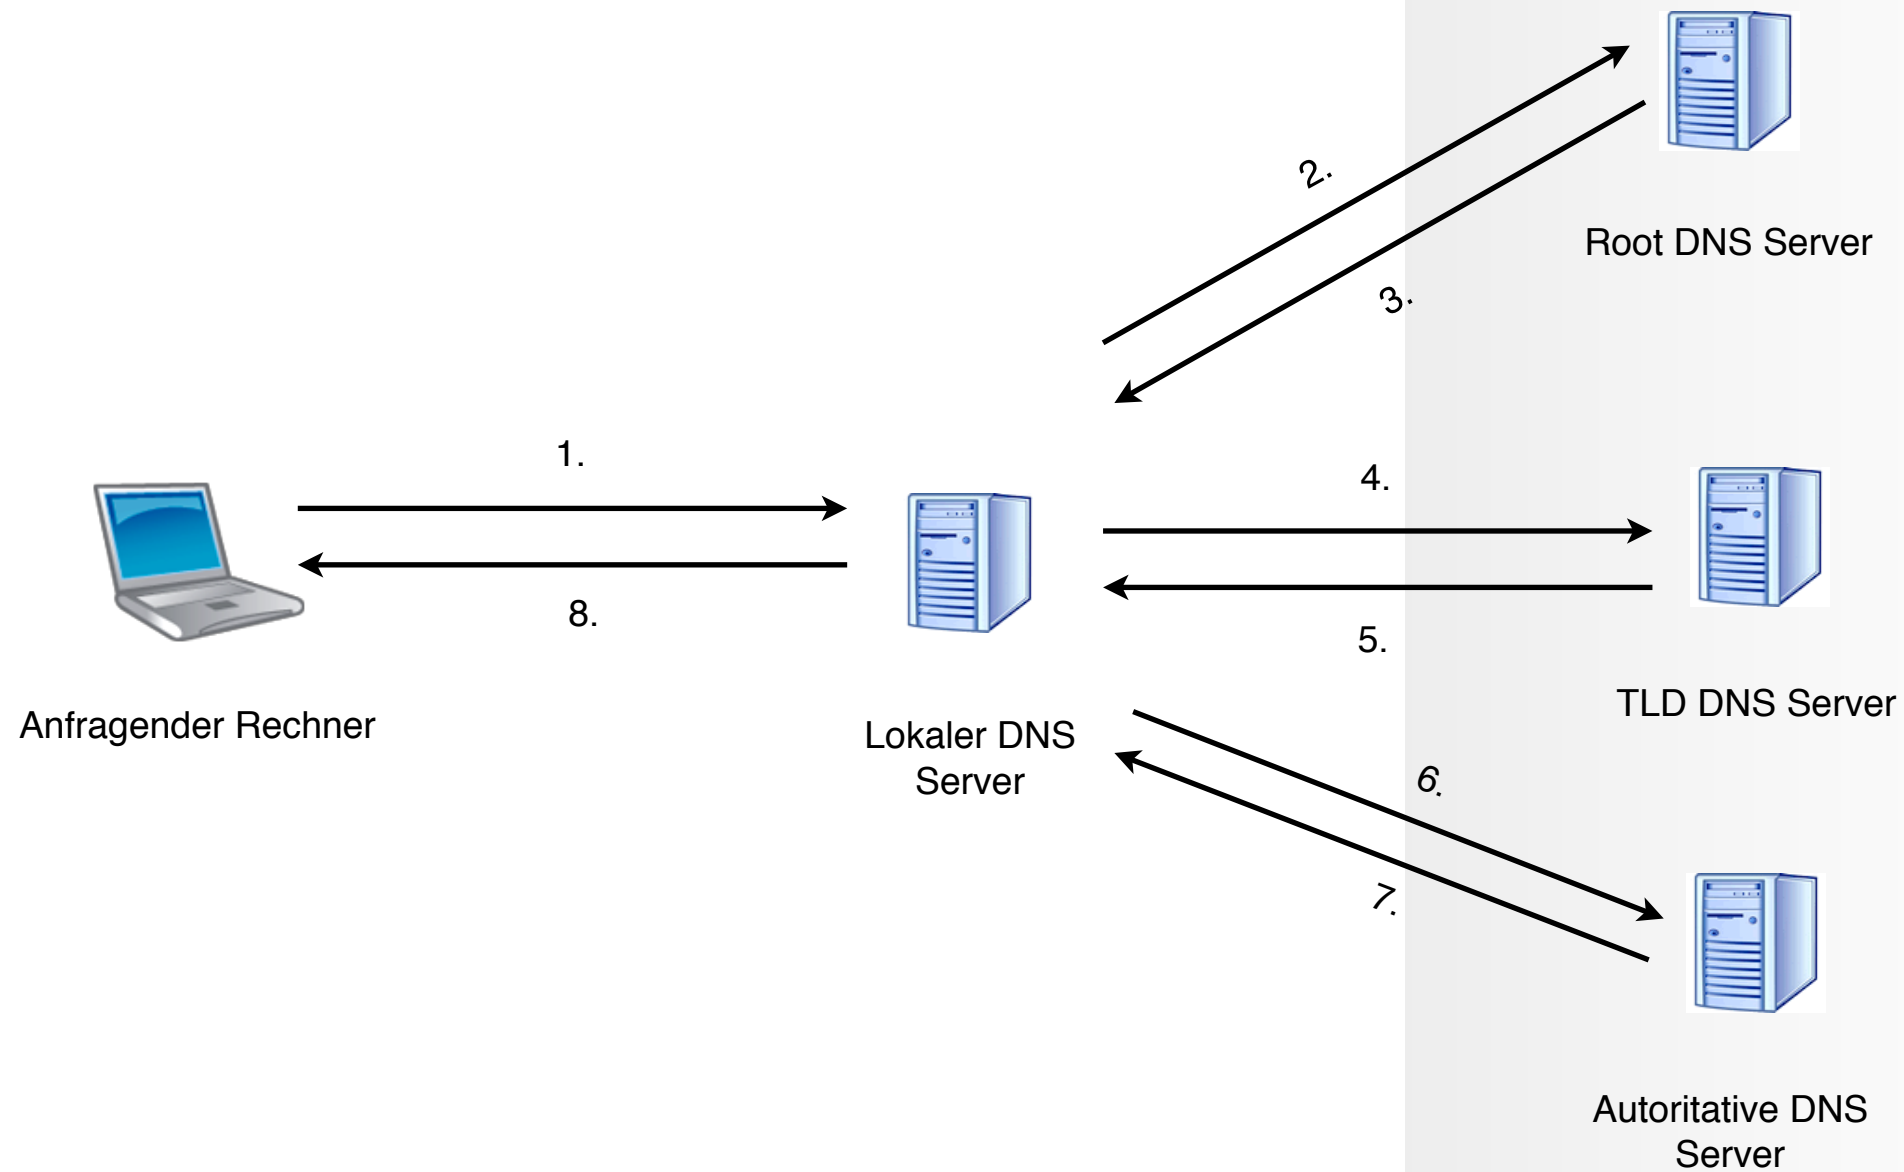 2.
Root DNS Server
3.
1.
4.
8.
5.
Anfragender Rechner
Lokaler DNS
Server
TLD DNS Server
6.
7.
Autoritative DNS
Server